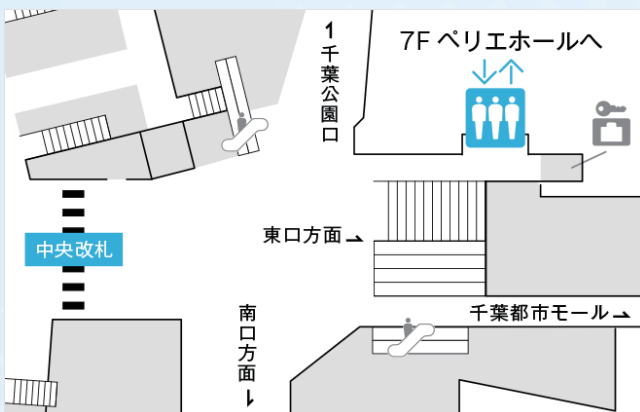 7F ペリエホールへ
千葉公園口
東口方面
中央改札
千葉都市モール
南口方面